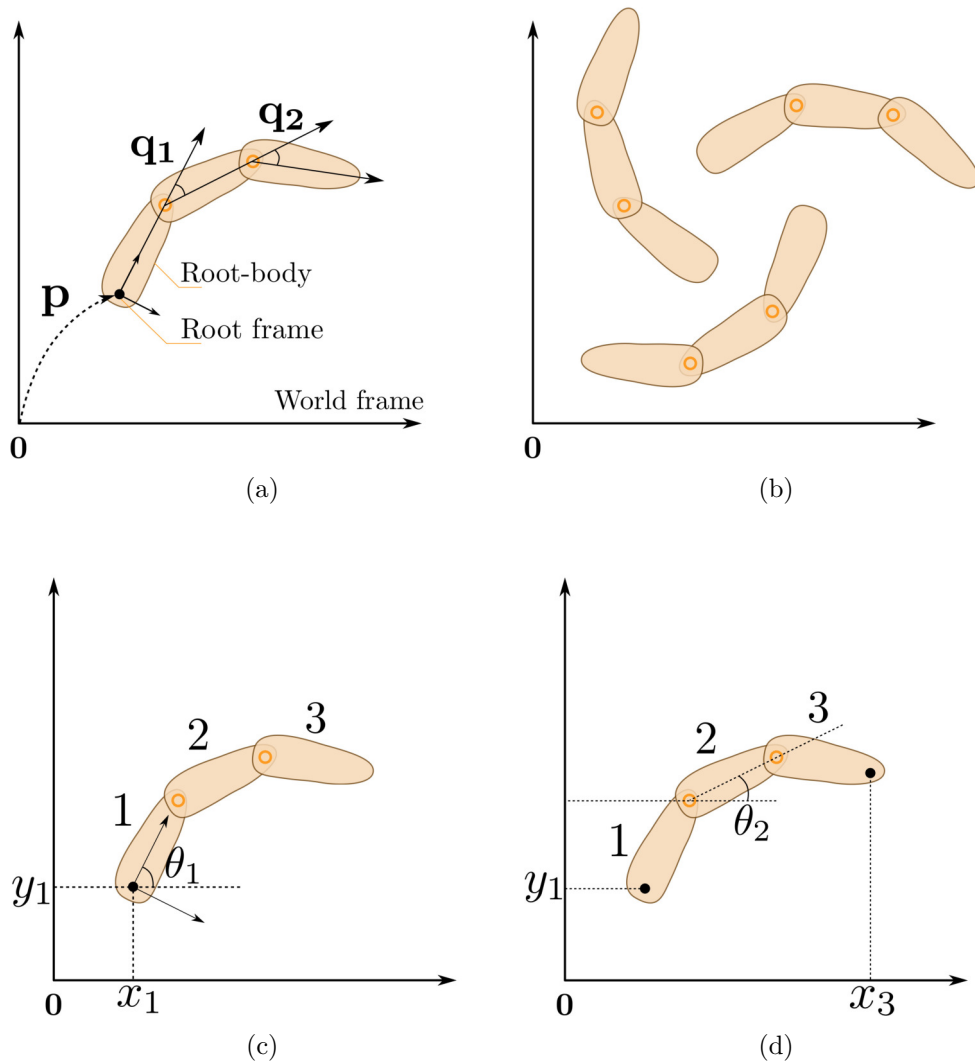 q₁
q₂
p
Root-body
Root frame
World frame
0
(a)
0
(b)
1
2
3
θ₁
y₁
0
x₁
(c)
1
2
3
θ₂
y₁
0
x₃
(d)